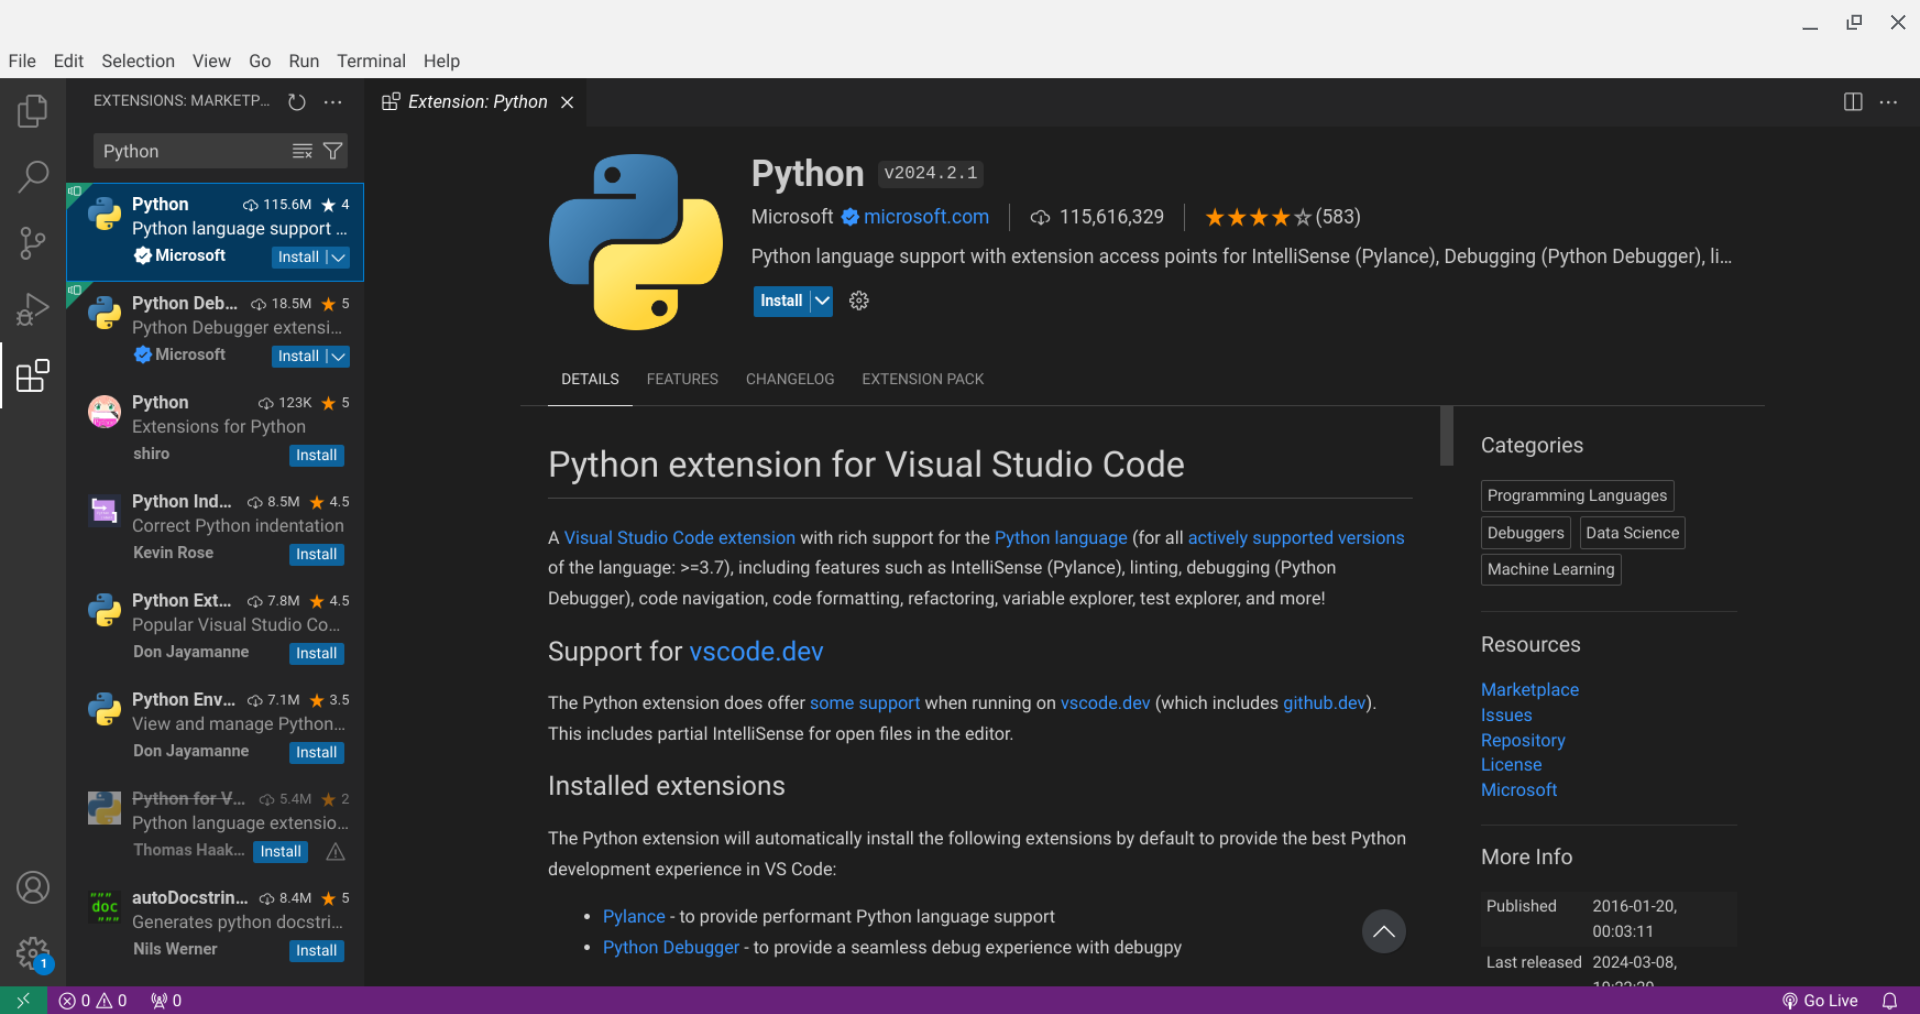 File Edit Selection View Go Run Terminal Help
EXTENSIONS: MARKETP...
Python
Python 115.6M 4
Python language support ...
Microsoft Install
Python Deb... 18.5M 5
Python Debugger extensi...
Microsoft Install
Python 123K 5
Extensions for Python
shiro Install
Python Ind... 8.5M 4.5
Correct Python indentation
Kevin Rose Install
Python Ext... 7.8M 4.5
Popular Visual Studio Co...
Don Jayamanne Install
Python Env... 7.1M 3.5
View and manage Python...
Don Jayamanne Install
Python for V... 5.4M 2
Python language extensio...
Thomas Haak... Install
doc
autoDocstrin... 8.4M 5
Generates python docstri...
Nils Werner Install
1
Extension: Python
Python v2024.2.1
Microsoft microsoft.com 115,616,329 (583)
Python language support with extension access points for IntelliSense (Pylance), Debugging (Python Debugger), li...
Install
DETAILS FEATURES CHANGELOG EXTENSION PACK
Python extension for Visual Studio Code
A Visual Studio Code extension with rich support for the Python language (for all actively supported versions
of the language: >=3.7), including features such as IntelliSense (Pylance), linting, debugging (Python
Debugger), code navigation, code formatting, refactoring, variable explorer, test explorer, and more!
Support for vscode.dev
The Python extension does offer some support when running on vscode.dev (which includes github.dev).
This includes partial IntelliSense for open files in the editor.
Installed extensions
The Python extension will automatically install the following extensions by default to provide the best Python
development experience in VS Code:
• Pylance - to provide performant Python language support
• Python Debugger - to provide a seamless debug experience with debugpy
Categories
Programming Languages
Debuggers Data Science
Machine Learning
Resources
Marketplace
Issues
Repository
License
Microsoft
More Info
Published 2016-01-20,
00:03:11
Last released 2024-03-08,
0 0 0 Go Live